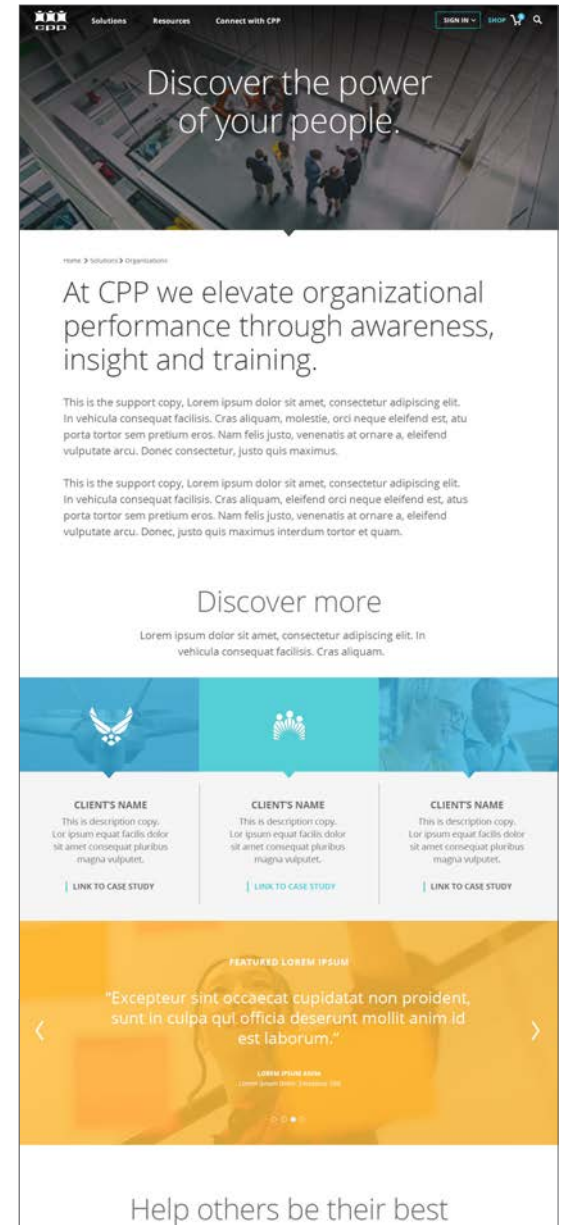 cpp
Solutions Resources Connect with CPP SIGN IN SHOP
Discover the power
of your people.
Home > Solutions > Organizations
At CPP we elevate organizational
performance through awareness,
insight and training.
This is the support copy, Lorem ipsum dolor sit amet, consectetur adipiscing elit.
In vehicula consequat facilisis. Cras aliquam, molestie, orci neque eleifend est, atu
porta tortor sem pretium eros. Nam felis justo, venenatis at ornare a, eleifend
vulputate arcu. Donec consectetur, justo quis maximus.
This is the support copy, Lorem ipsum dolor sit amet, consectetur adipiscing elit.
In vehicula consequat facilisis. Cras aliquam, eleifend orci neque eleifend est, atus
porta tortor sem pretium eros. Nam felis justo, venenatis at ornare a, eleifend
vulputate arcu. Donec, justo quis maximus interdum tortor et quam.
Discover more
Lorem ipsum dolor sit amet, consectetur adipiscing elit. In
vehicula consequat facilisis. Cras aliquam.
CLIENT'S NAME
This is description copy.
Lor ipsum equat facilis dolor
sit amet consequat pluribus
magna vulputet.
LINK TO CASE STUDY
CLIENT'S NAME
This is description copy.
Lor ipsum equat facilis dolor
sit amet consequat pluribus
magna vulputet.
LINK TO CASE STUDY
CLIENT'S NAME
This is description copy.
Lor ipsum equat facilis dolor
sit amet consequat pluribus
magna vulputet.
LINK TO CASE STUDY
FEATURED LOREM IPSUM
"Excepteur sint occaecat cupidatat non proident,
sunt in culpa qui officia deserunt mollit anim id
est laborum."
LOREM IPSUM
Lorem ipsum dolor
Help others be their best